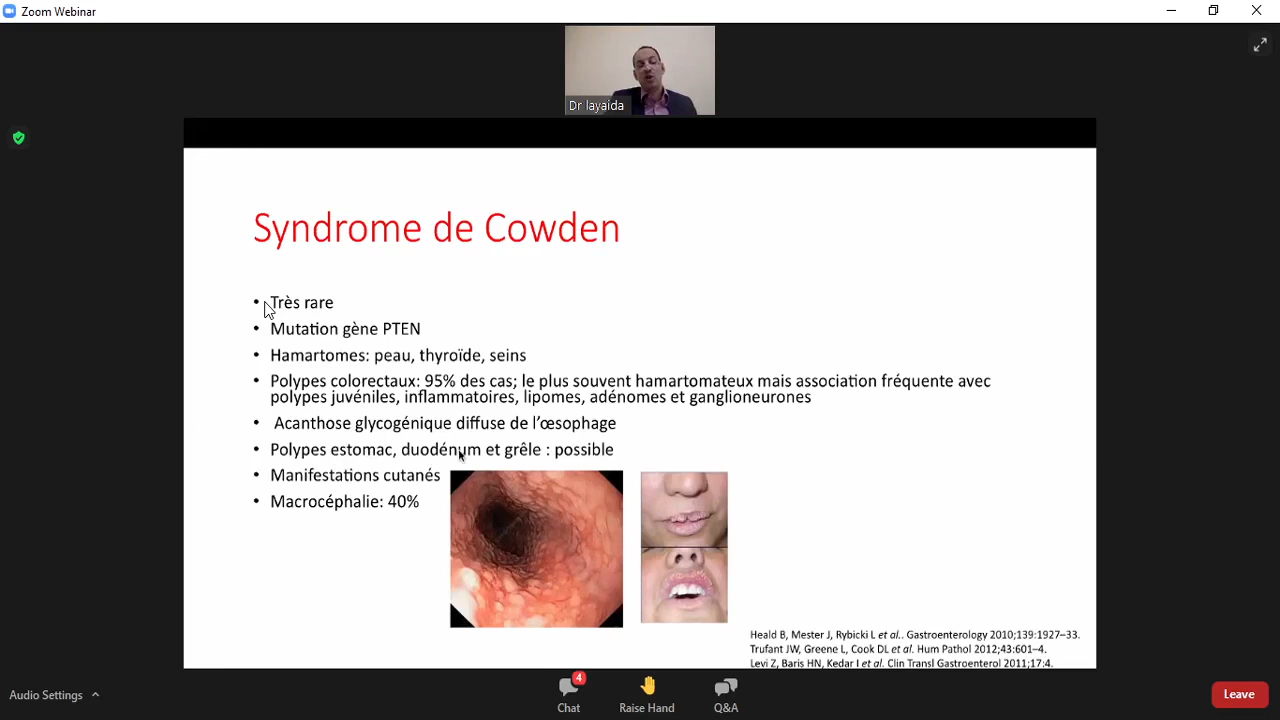 Zoom Webinar
Dr layaida
Syndrome de Cowden
• Très rare
• Mutation gène PTEN
• Hamartomes: peau, thyroïde, seins
• Polypes colorectaux: 95% des cas; le plus souvent hamartomateux mais association fréquente avec
polypes juvéniles, inflammatoires, lipomes, adénomes et ganglioneurones
• Acanthose glycogénique diffuse de l’œsophage
• Polypes estomac, duodénum et grêle : possible
• Manifestations cutanés
• Macrocéphalie: 40%
Heald B, Mester J, Rybicki L et al.. Gastroenterology 2010;139:1927–33.
Trufant JW, Greene L, Cook DL et al. Hum Pathol 2012;43:601–4.
Levi Z, Baris HN, Kedar I et al. Clin Transl Gastroenterol 2011;17:4.
Audio Settings
4
Chat
Raise Hand
Q&A
Leave